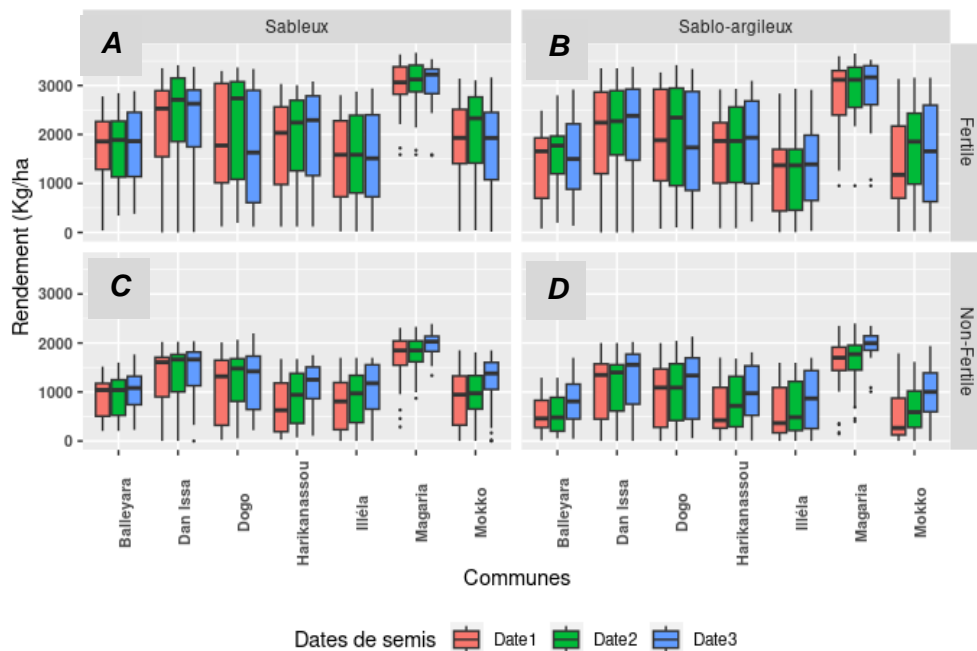 Sableux
Sablo-argileux
A
B
Fertile
3000
2000
1000
0
Rendement (Kg/ha)
C
D
Non-Fertile
3000
2000
1000
0
Balleyara
Dan Issa
Dogo
Harikanassou
Illéla
Magaria
Mokko
Balleyara
Dan Issa
Dogo
Harikanassou
Illéla
Magaria
Mokko
Communes
Dates de semis Date1 Date2 Date3